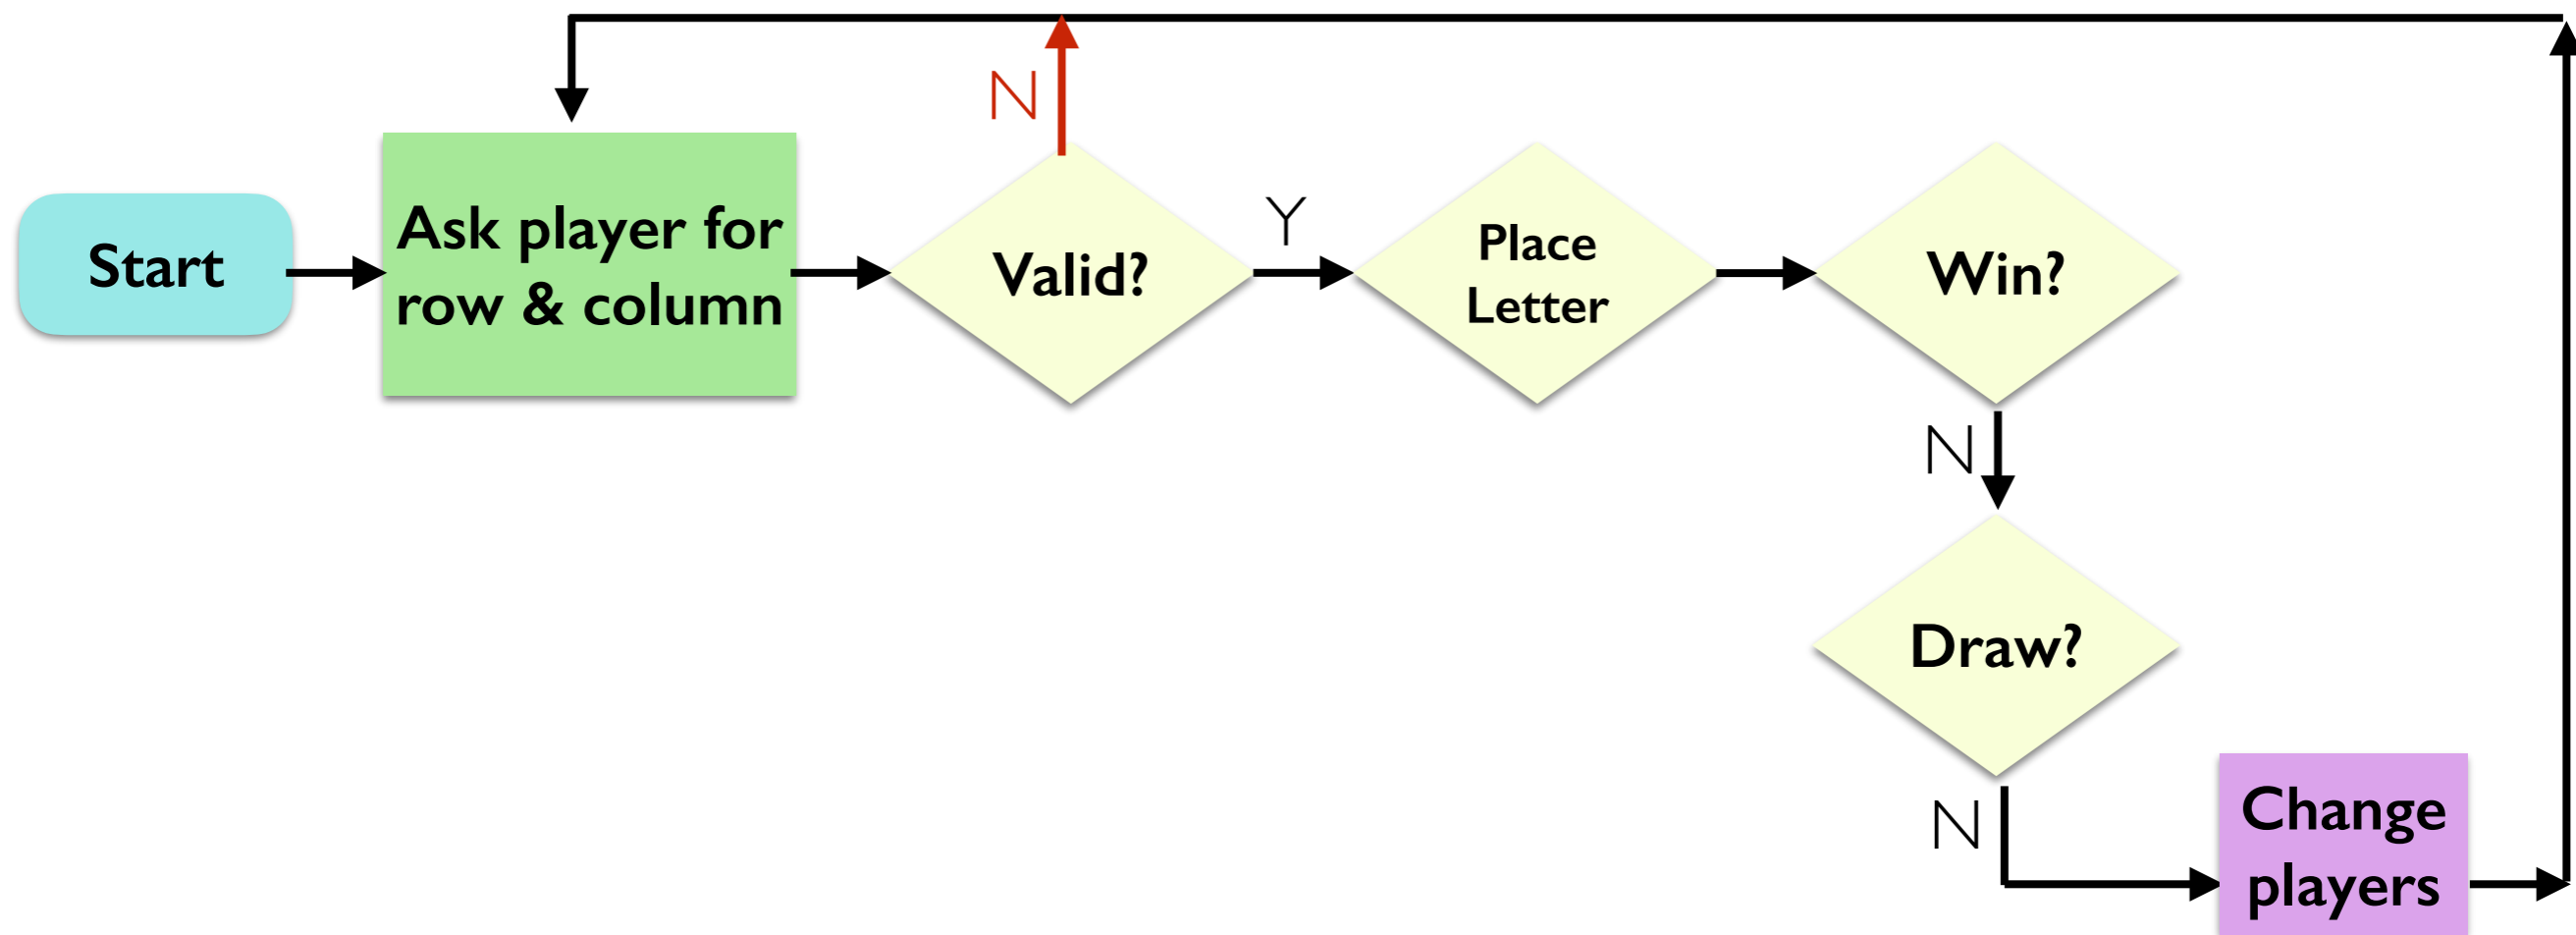 N
Start
Ask player for
row & column
Valid?
Y
Place
Letter
Win?
N
Draw?
N
Change
players